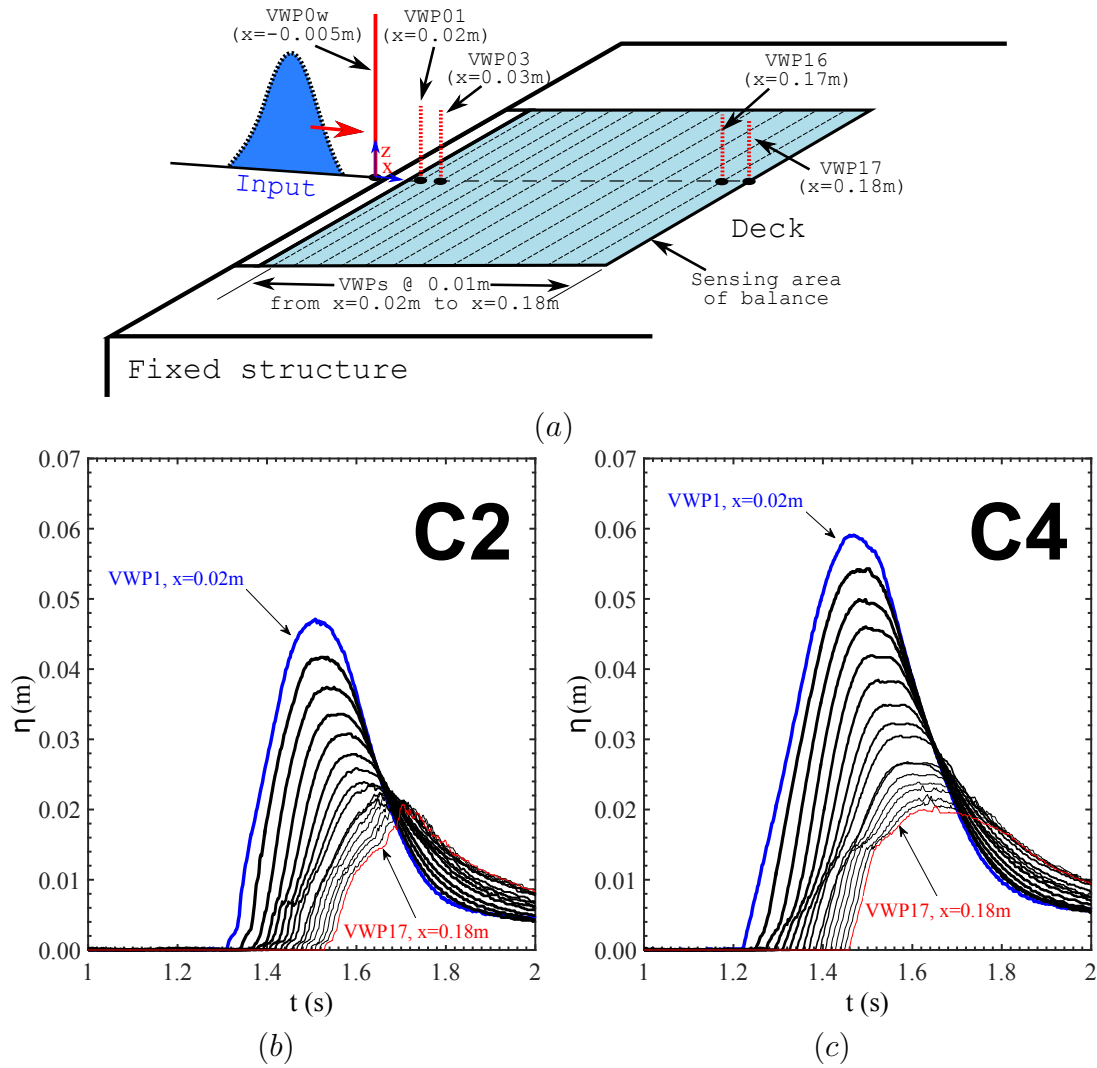 VWP0w
(x=-0.005m)
VWP01
(x=0.02m)
VWP03
(x=0.03m)
VWP16
(x=0.17m)
VWP17
(x=0.18m)
z
x
Input
Deck
VWPs @ 0.01m
from x=0.02m to x=0.18m
Sensing area
of balance
Fixed structure
(a)
0.07
0.06
0.05
0.04
0.03
0.02
0.01
0.00
η(m)
C2
VWP1, x=0.02m
VWP17, x=0.18m
1
1.2
1.4
1.6
1.8
2
t (s)
(b)
0.07
0.06
0.05
0.04
0.03
0.02
0.01
0.00
η(m)
C4
VWP1, x=0.02m
VWP17, x=0.18m
1
1.2
1.4
1.6
1.8
2
t (s)
(c)